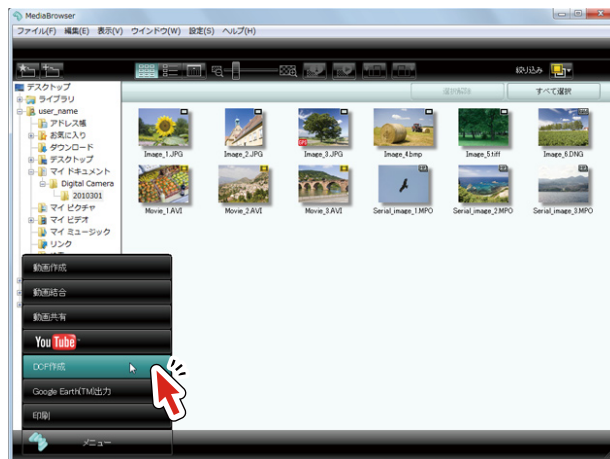 MediaBrowser
ファイル(F) 編集(E) 表示(V) ウインドウ(W) 設定(S) ヘルプ(H)
絞り込み
デスクトップ
選択解除
すべて選択
ライブラリ
user_name
アドレス帳
お気に入り
ダウンロード
デスクトップ
マイ ドキュメント
Digital Camera
2010301
マイ ピクチャ
マイ ビデオ
マイ ミュージック
リンク
Image_1.JPG
Image_2.JPG
Image_3.JPG
Image_4.bmp
Image_5.tiff
Image_6.DNG
Movie_1.AVI
Movie_2.AVI
Movie_3.AVI
Serial_image_1.MPO
Serial_image_2.MPO
Serial_image_3.MPO
動画作成
動画結合
動画共有
You Tube
DCF作成
Google Earth(TM)出力
印刷
メニュー